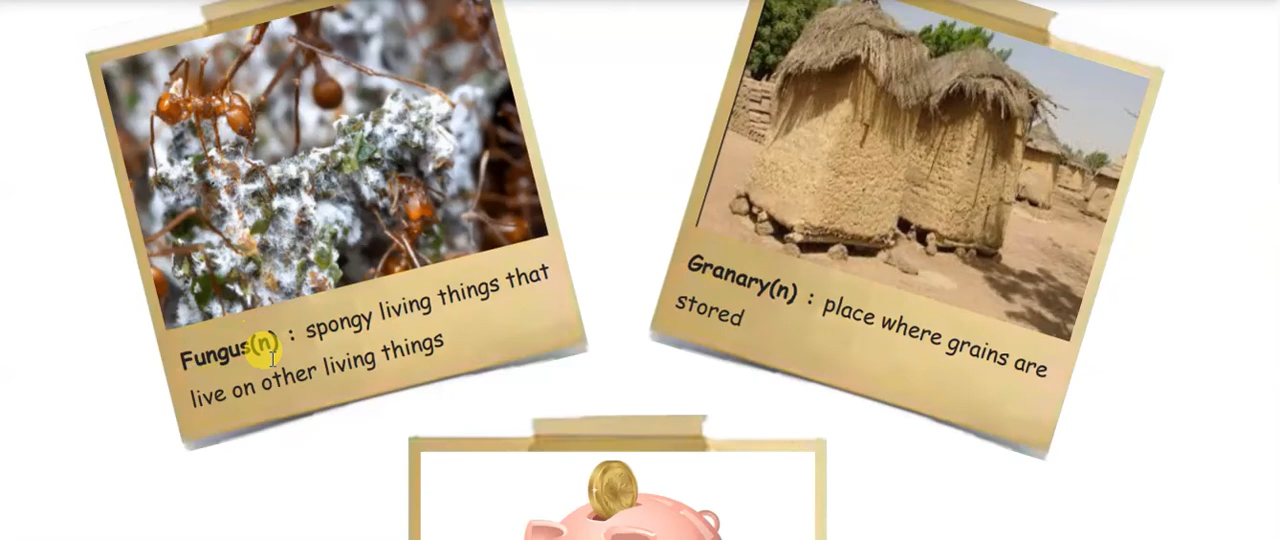 Fungus(n) : spongy living things that
live on other living things
Granary(n) : place where grains are
stored